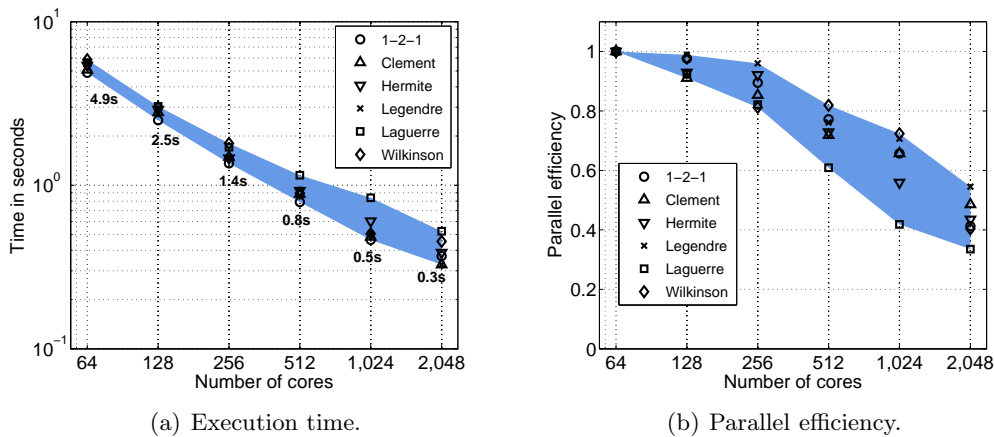 10^1
10^0
10^-1
Time in seconds
4.9s
2.5s
1.4s
0.8s
0.5s
0.3s
1−2−1
Clement
Hermite
Legendre
Laguerre
Wilkinson
64 128 256 512 1,024 2,048
Number of cores
(a) Execution time.
1
0.8
0.6
0.4
0.2
0
Parallel efficiency
1−2−1
Clement
Hermite
Legendre
Laguerre
Wilkinson
64 128 256 512 1,024 2,048
Number of cores
(b) Parallel efficiency.